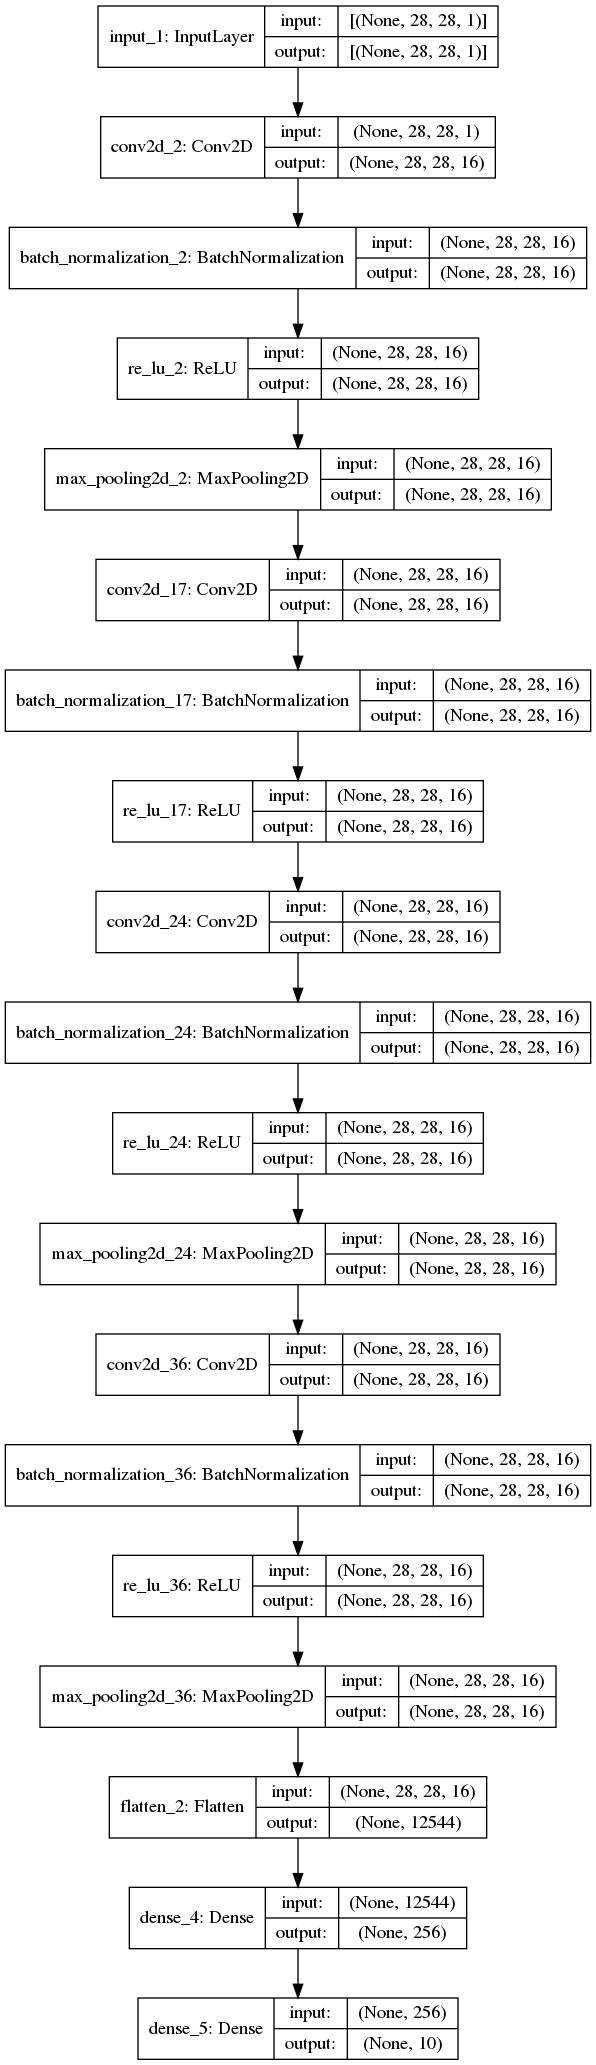 input_1: InputLayer
input: [(None, 28, 28, 1)]
output: [(None, 28, 28, 1)]
conv2d_2: Conv2D
input: (None, 28, 28, 1)
output: (None, 28, 28, 16)
batch_normalization_2: BatchNormalization
input: (None, 28, 28, 16)
output: (None, 28, 28, 16)
re_lu_2: ReLU
input: (None, 28, 28, 16)
output: (None, 28, 28, 16)
max_pooling2d_2: MaxPooling2D
input: (None, 28, 28, 16)
output: (None, 28, 28, 16)
conv2d_17: Conv2D
input: (None, 28, 28, 16)
output: (None, 28, 28, 16)
batch_normalization_17: BatchNormalization
input: (None, 28, 28, 16)
output: (None, 28, 28, 16)
re_lu_17: ReLU
input: (None, 28, 28, 16)
output: (None, 28, 28, 16)
conv2d_24: Conv2D
input: (None, 28, 28, 16)
output: (None, 28, 28, 16)
batch_normalization_24: BatchNormalization
input: (None, 28, 28, 16)
output: (None, 28, 28, 16)
re_lu_24: ReLU
input: (None, 28, 28, 16)
output: (None, 28, 28, 16)
max_pooling2d_24: MaxPooling2D
input: (None, 28, 28, 16)
output: (None, 28, 28, 16)
conv2d_36: Conv2D
input: (None, 28, 28, 16)
output: (None, 28, 28, 16)
batch_normalization_36: BatchNormalization
input: (None, 28, 28, 16)
output: (None, 28, 28, 16)
re_lu_36: ReLU
input: (None, 28, 28, 16)
output: (None, 28, 28, 16)
max_pooling2d_36: MaxPooling2D
input: (None, 28, 28, 16)
output: (None, 28, 28, 16)
flatten_2: Flatten
input: (None, 28, 28, 16)
output: (None, 12544)
dense_4: Dense
input: (None, 12544)
output: (None, 256)
dense_5: Dense
input: (None, 256)
output: (None, 10)